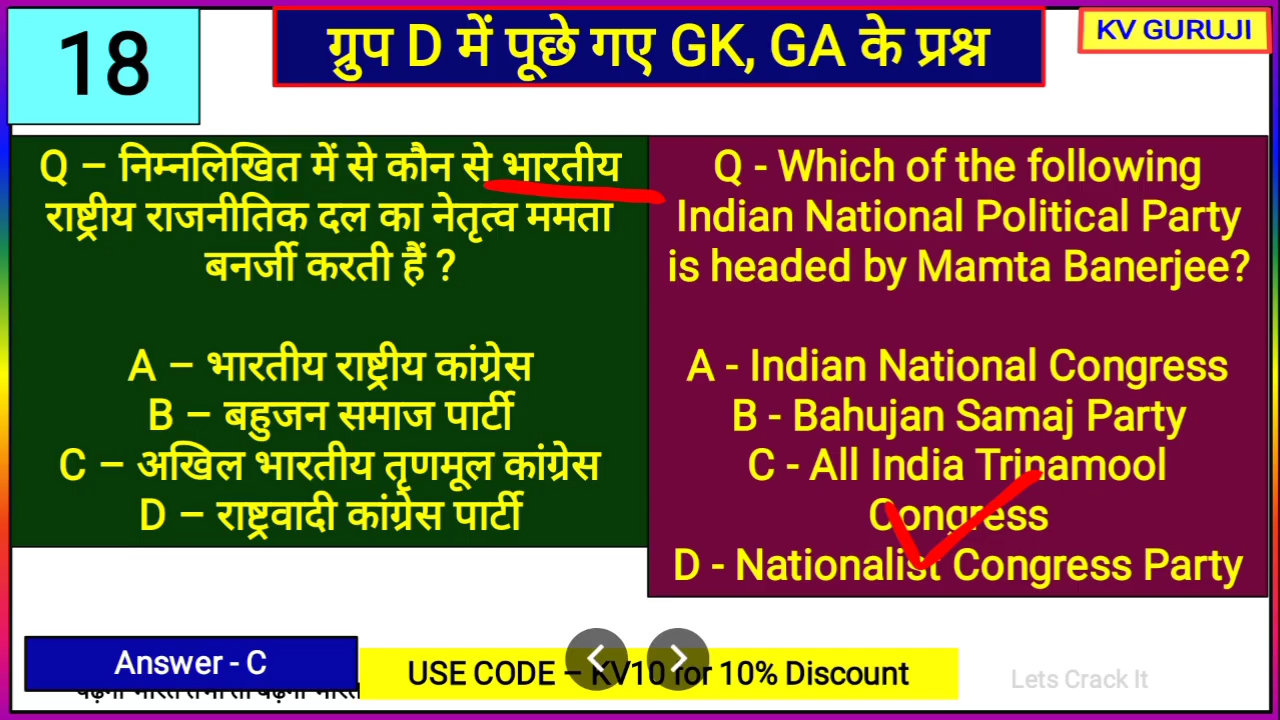 18
ग्रुप D में पूछे गए GK, GA के प्रश्न
KV GURUJI
Q – निम्नलिखित में से कौन से भारतीय
राष्ट्रीय राजनीतिक दल का नेतृत्व ममता
बनर्जी करती हैं ?
A – भारतीय राष्ट्रीय कांग्रेस
B – बहुजन समाज पार्टी
C – अखिल भारतीय तृणमूल कांग्रेस
D – राष्ट्रवादी कांग्रेस पार्टी
Q - Which of the following
Indian National Political Party
is headed by Mamta Banerjee?
A - Indian National Congress
B - Bahujan Samaj Party
C - All India Trinamool
Congress
D - Nationalist Congress Party
Answer - C
USE CODE – KV10 for 10% Discount
Lets Crack It